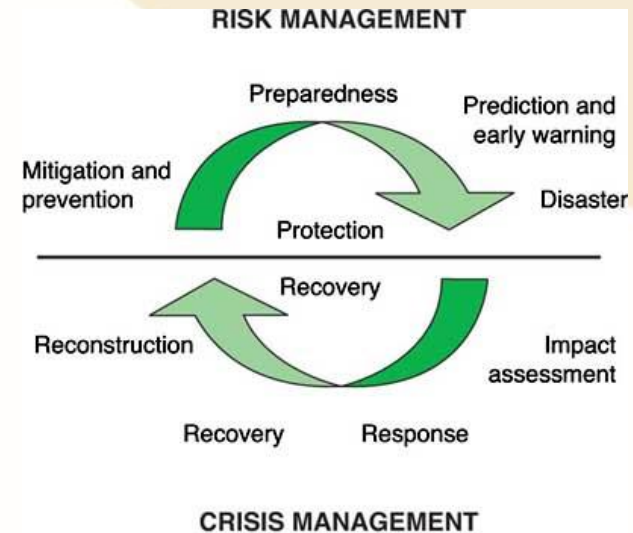 RISK MANAGEMENT
Preparedness
Prediction and
early warning
Mitigation and
prevention
Disaster
Protection
Recovery
Reconstruction
Impact
assessment
Recovery
Response
CRISIS MANAGEMENT